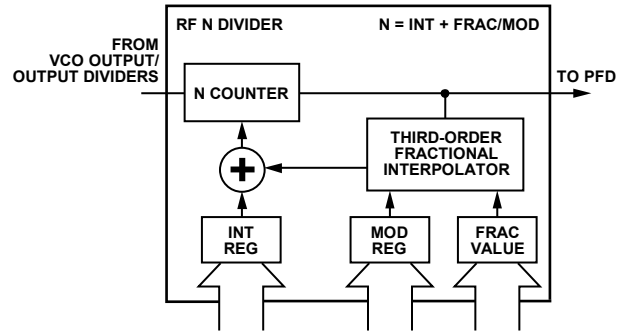 RF N DIVIDER
N = INT + FRAC/MOD
FROM
VCO OUTPUT/
OUTPUT DIVIDERS
N COUNTER
TO PFD
THIRD-ORDER
FRACTIONAL
INTERPOLATOR
+
INT
REG
MOD
REG
FRAC
VALUE